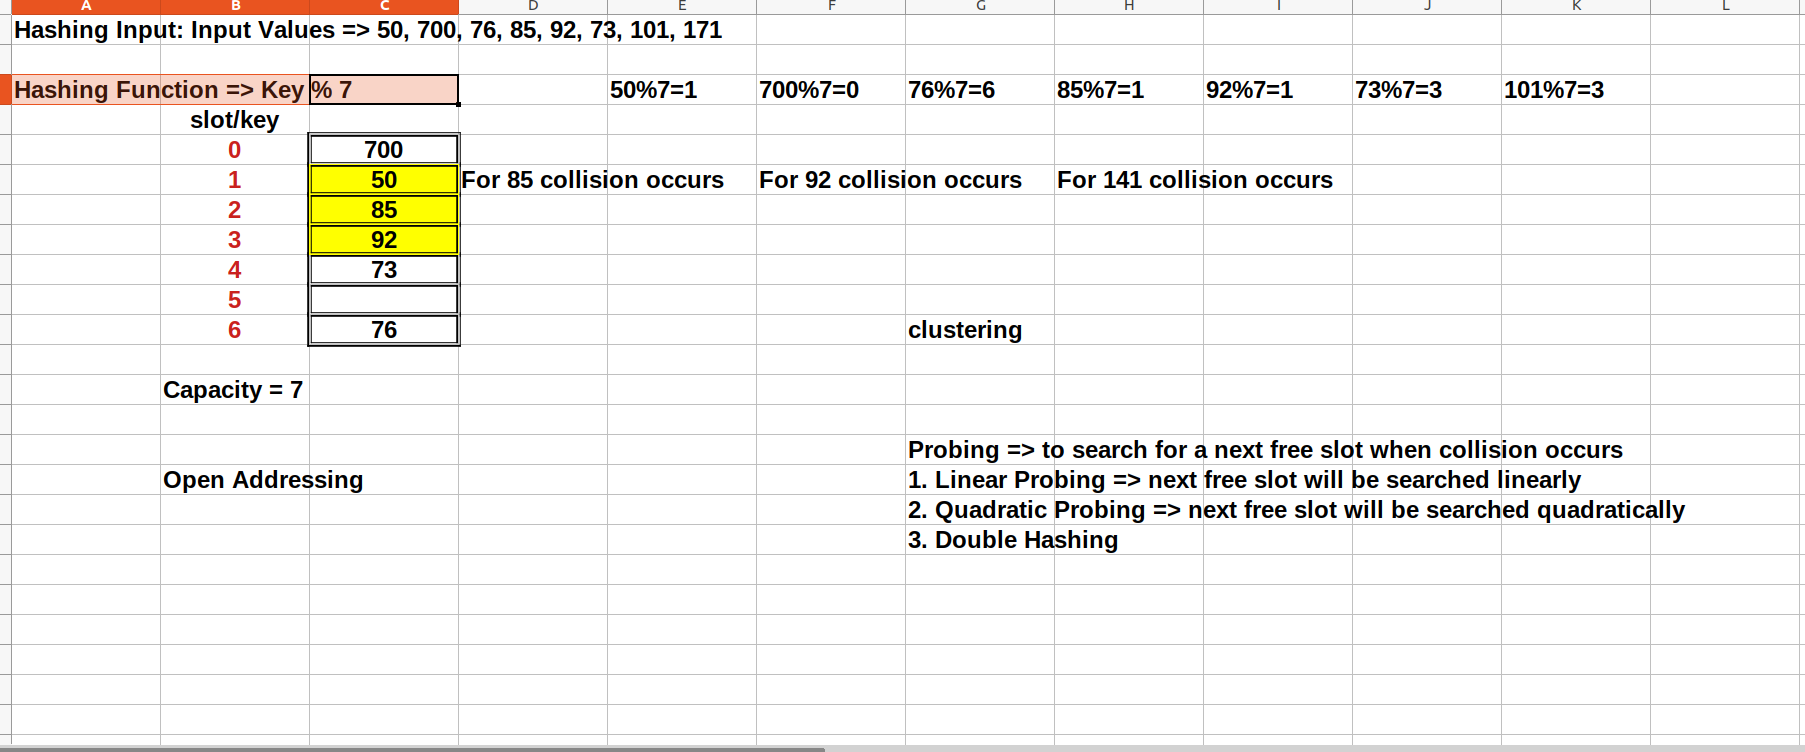 A B C D E F G H I J K L
Hashing Input: Input Values => 50, 700, 76, 85, 92, 73, 101, 171
Hashing Function => Key % 7 50%7=1 700%7=0 76%7=6 85%7=1 92%7=1 73%7=3 101%7=3
slot/key
0 700
1 50 For 85 collision occurs For 92 collision occurs For 141 collision occurs
2 85
3 92
4 73
5
6 76 clustering
Capacity = 7
Probing => to search for a next free slot when collision occurs
Open Addressing 1. Linear Probing => next free slot will be searched linearly
2. Quadratic Probing => next free slot will be searched quadratically
3. Double Hashing